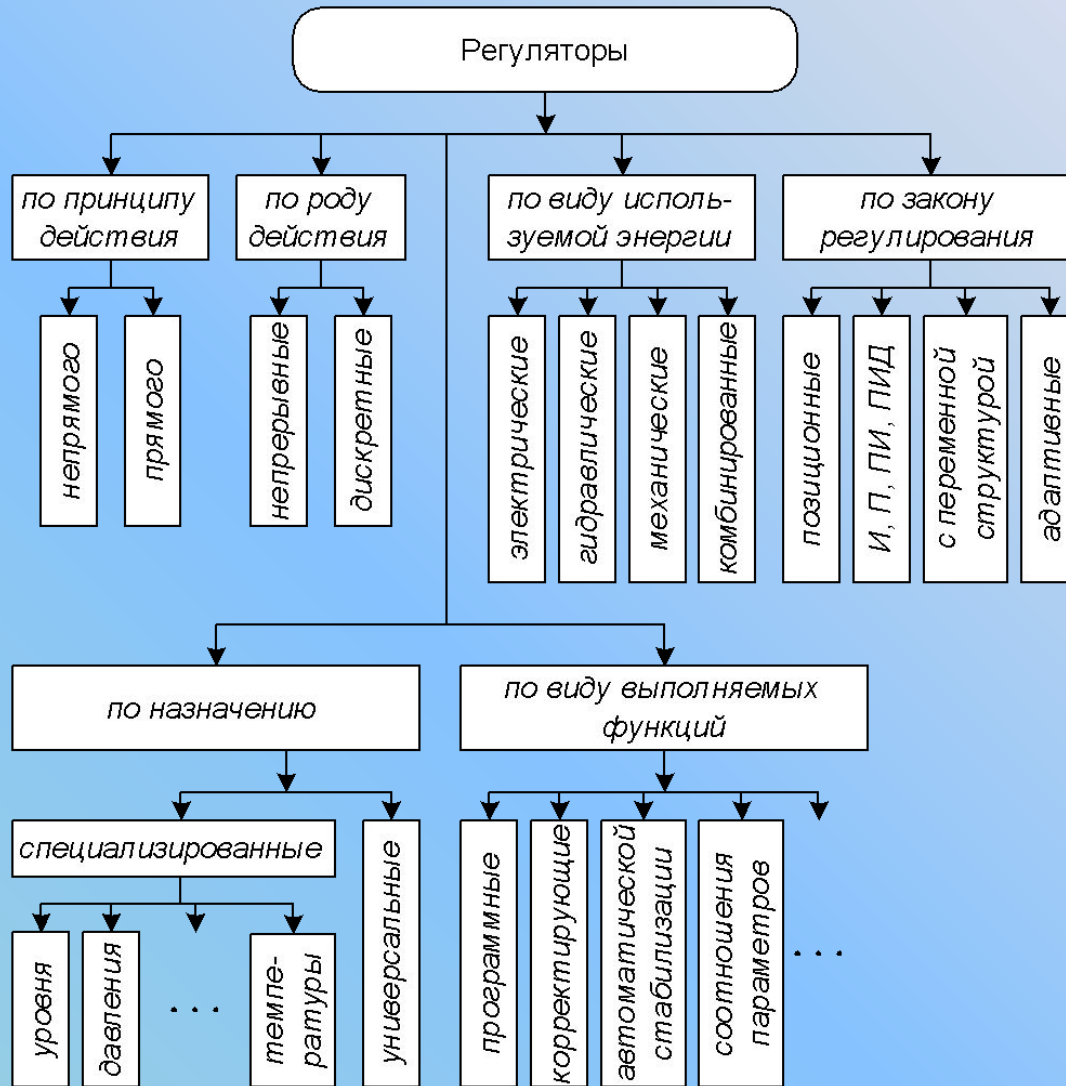 Регуляторы
по принципу
действия
по роду
действия
по виду исполь-
зуемой энергии
по закону
регулирования
непрямого
прямого
непрерывные
дискретные
электрические
гидравлические
механические
комбинированные
позиционные
И, П, ПИ, ПИД
с переменной
структурой
адаптивные
по назначению
по виду выполняемых
функций
специализированные
универсальные
уровня
давления
. . .
темпе-
ратуры
программные
корректирующие
автоматической
стабилизации
соотношения
параметров
. . .